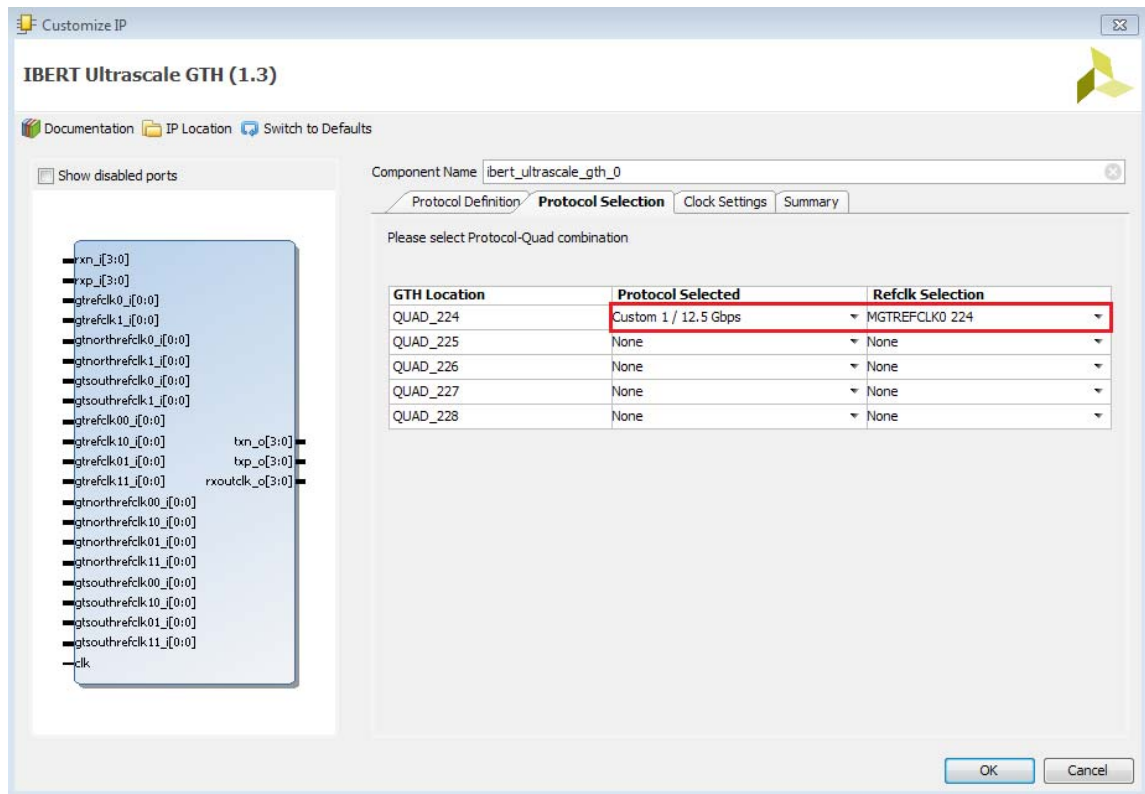 Customize IP
IBERT Ultrascale GTH (1.3)
Documentation IP Location Switch to Defaults
Show disabled ports
rxn_i[3:0]
rxp_i[3:0]
gtrefclk0_i[0:0]
gtrefclk1_i[0:0]
gtnorthrefclk0_i[0:0]
gtnorthrefclk1_i[0:0]
gtsouthrefclk0_i[0:0]
gtsouthrefclk1_i[0:0]
gtrefclk00_i[0:0]
gtrefclk10_i[0:0] txn_o[3:0]
gtrefclk01_i[0:0] txp_o[3:0]
gtrefclk11_i[0:0] rxoutclk_o[3:0]
gtnorthrefclk00_i[0:0]
gtnorthrefclk10_i[0:0]
gtnorthrefclk01_i[0:0]
gtnorthrefclk11_i[0:0]
gtsouthrefclk00_i[0:0]
gtsouthrefclk10_i[0:0]
gtsouthrefclk01_i[0:0]
gtsouthrefclk11_i[0:0]
clk
Component Name ibert_ultrascale_gth_0
Protocol Definition Protocol Selection Clock Settings Summary
Please select Protocol-Quad combination
GTH Location Protocol Selected Refclk Selection
QUAD_224 Custom 1 / 12.5 Gbps MGTREFCLK0 224
QUAD_225 None None
QUAD_226 None None
QUAD_227 None None
QUAD_228 None None
OK Cancel